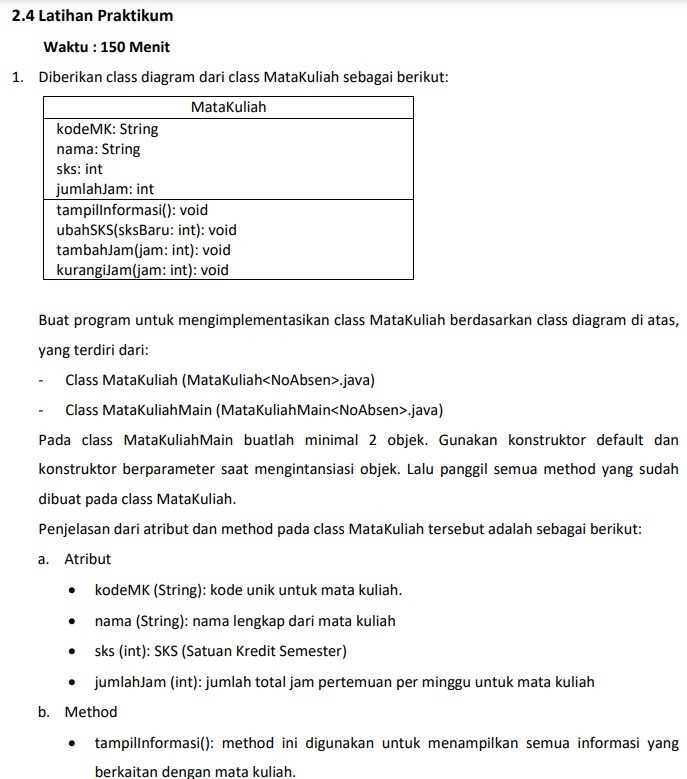 2.4 Latihan Praktikum
Waktu : 150 Menit
1. Diberikan class diagram dari class MataKuliah sebagai berikut:
MataKuliah
kodeMK: String
nama: String
sks: int
jumlahJam: int
tampilInformasi(): void
ubahSKS(sksBaru: int): void
tambahJam(jam: int): void
kurangiJam(jam: int): void
Buat program untuk mengimplementasikan class MataKuliah berdasarkan class diagram di atas,
yang terdiri dari:
- Class MataKuliah (MataKuliah<NoAbsen>.java)
- Class MataKuliahMain (MataKuliahMain<NoAbsen>.java)
Pada class MataKuliahMain buatlah minimal 2 objek. Gunakan konstruktor default dan
konstruktor berparameter saat mengintansiasi objek. Lalu panggil semua method yang sudah
dibuat pada class MataKuliah.
Penjelasan dari atribut dan method pada class MataKuliah tersebut adalah sebagai berikut:
a. Atribut
• kodeMK (String): kode unik untuk mata kuliah.
• nama (String): nama lengkap dari mata kuliah
• sks (int): SKS (Satuan Kredit Semester)
• jumlahJam (int): jumlah total jam pertemuan per minggu untuk mata kuliah
b. Method
• tampilInformasi(): method ini digunakan untuk menampilkan semua informasi yang
berkaitan dengan mata kuliah.